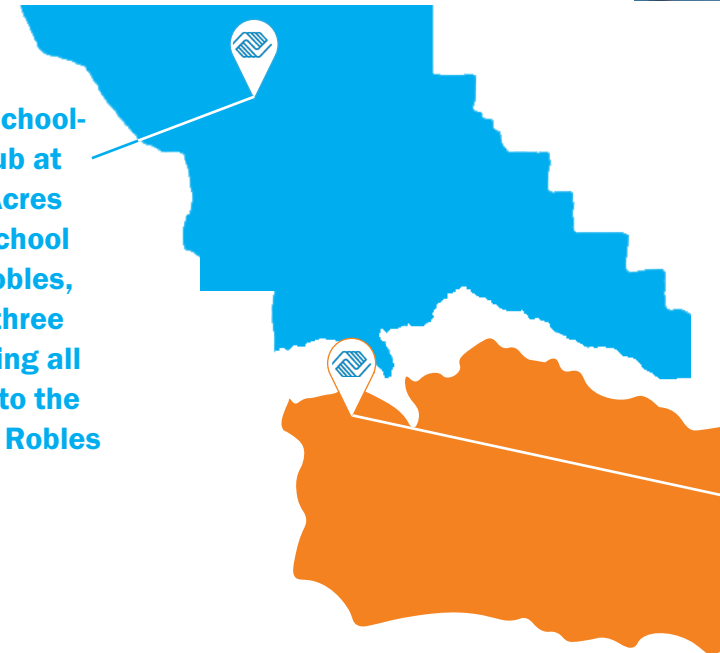 chool-
ub at
Acres
chool
obles,
three
ing all
to the
Robles